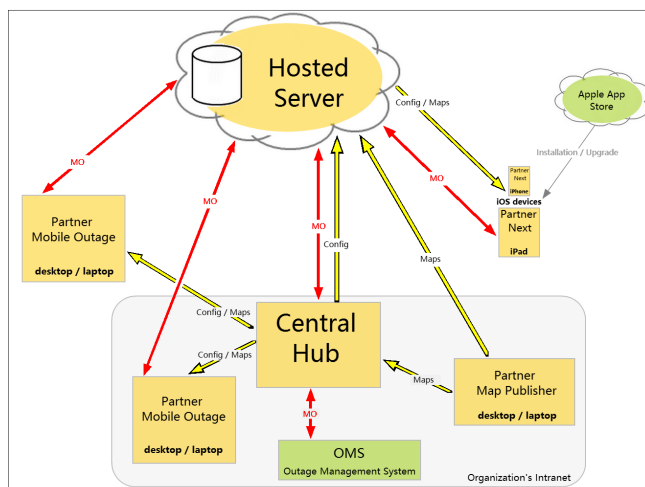 Hosted
Server
Apple App
Store
Config / Maps
Installation / Upgrade
MO
MO
MO
MO
Partner
Next
iPhone
iOS devices
Partner
Next
iPad
Partner
Mobile Outage
desktop / laptop
Config
Maps
Config / Maps
Central
Hub
Config / Maps
Maps
Partner
Map Publisher
desktop / laptop
Partner
Mobile Outage
desktop / laptop
MO
OMS
Outage Management System
Organization's Intranet